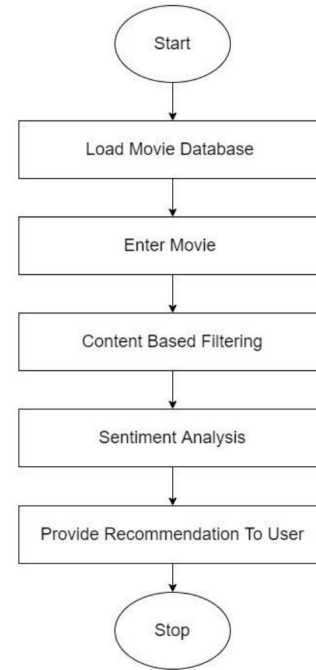 Start
Load Movie Database
Enter Movie
Content Based Filtering
Sentiment Analysis
Provide Recommendation To User
Stop